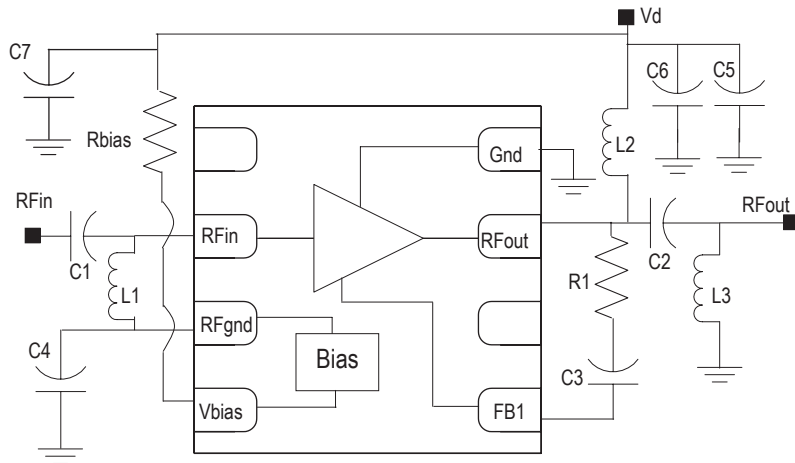 Vd
C7
C6
C5
Rbias
L2
Gnd
RFin
RFout
RFin
RFout
C1
C2
L1
R1
L3
RFgnd
C4
Bias
C3
Vbias
FB1